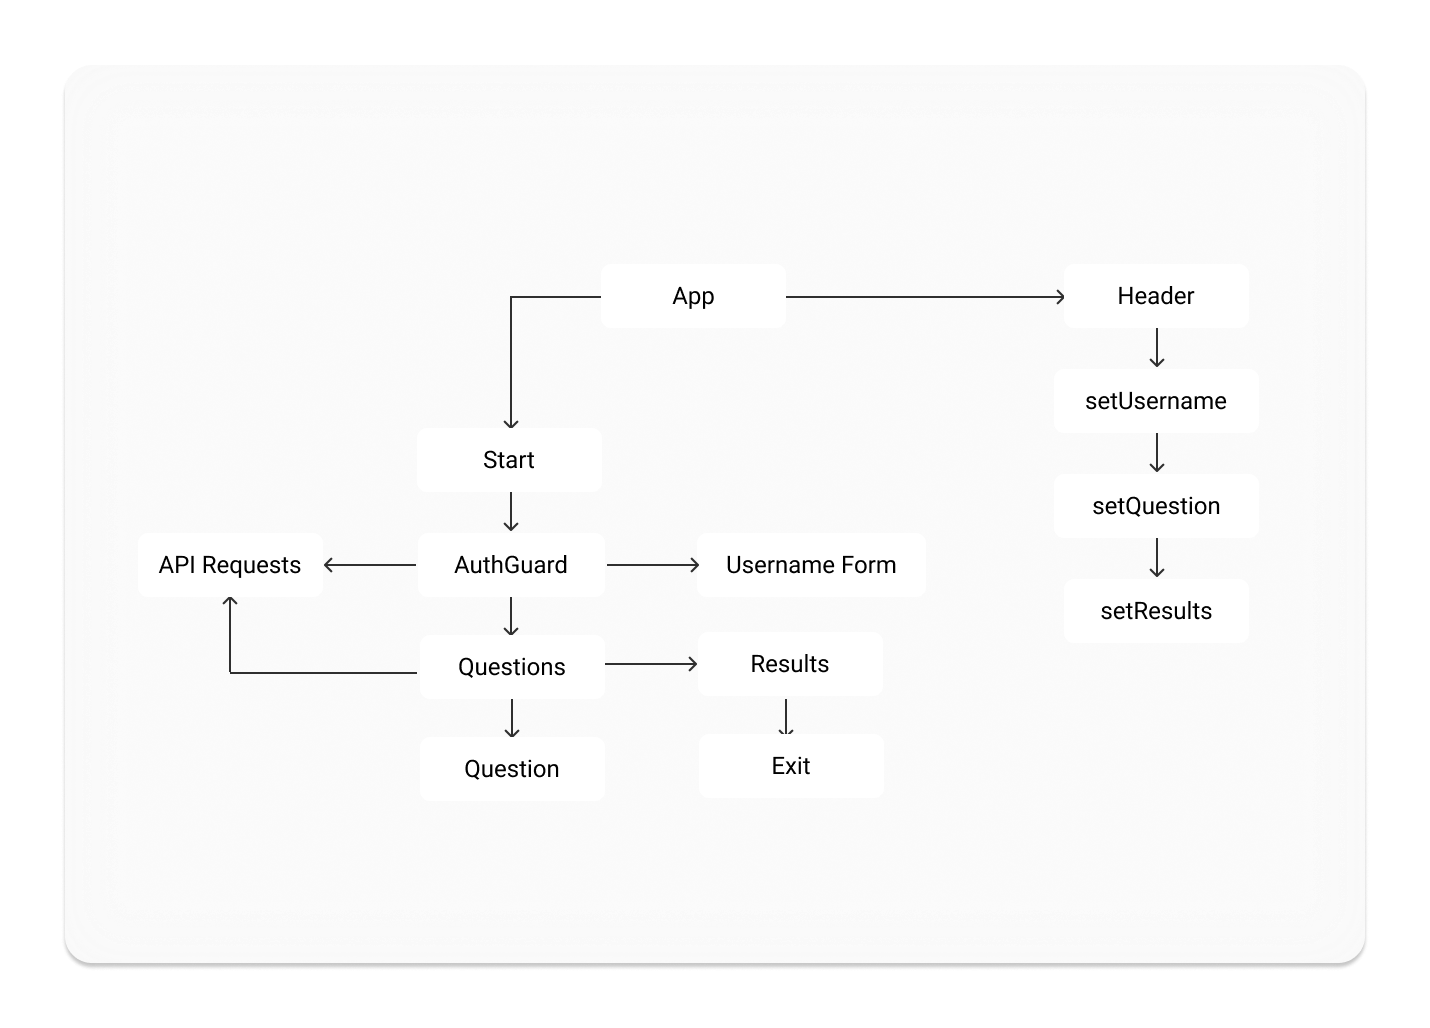 App
Header
setUsername
Start
setQuestion
API Requests
AuthGuard
Username Form
setResults
Questions
Results
Question
Exit